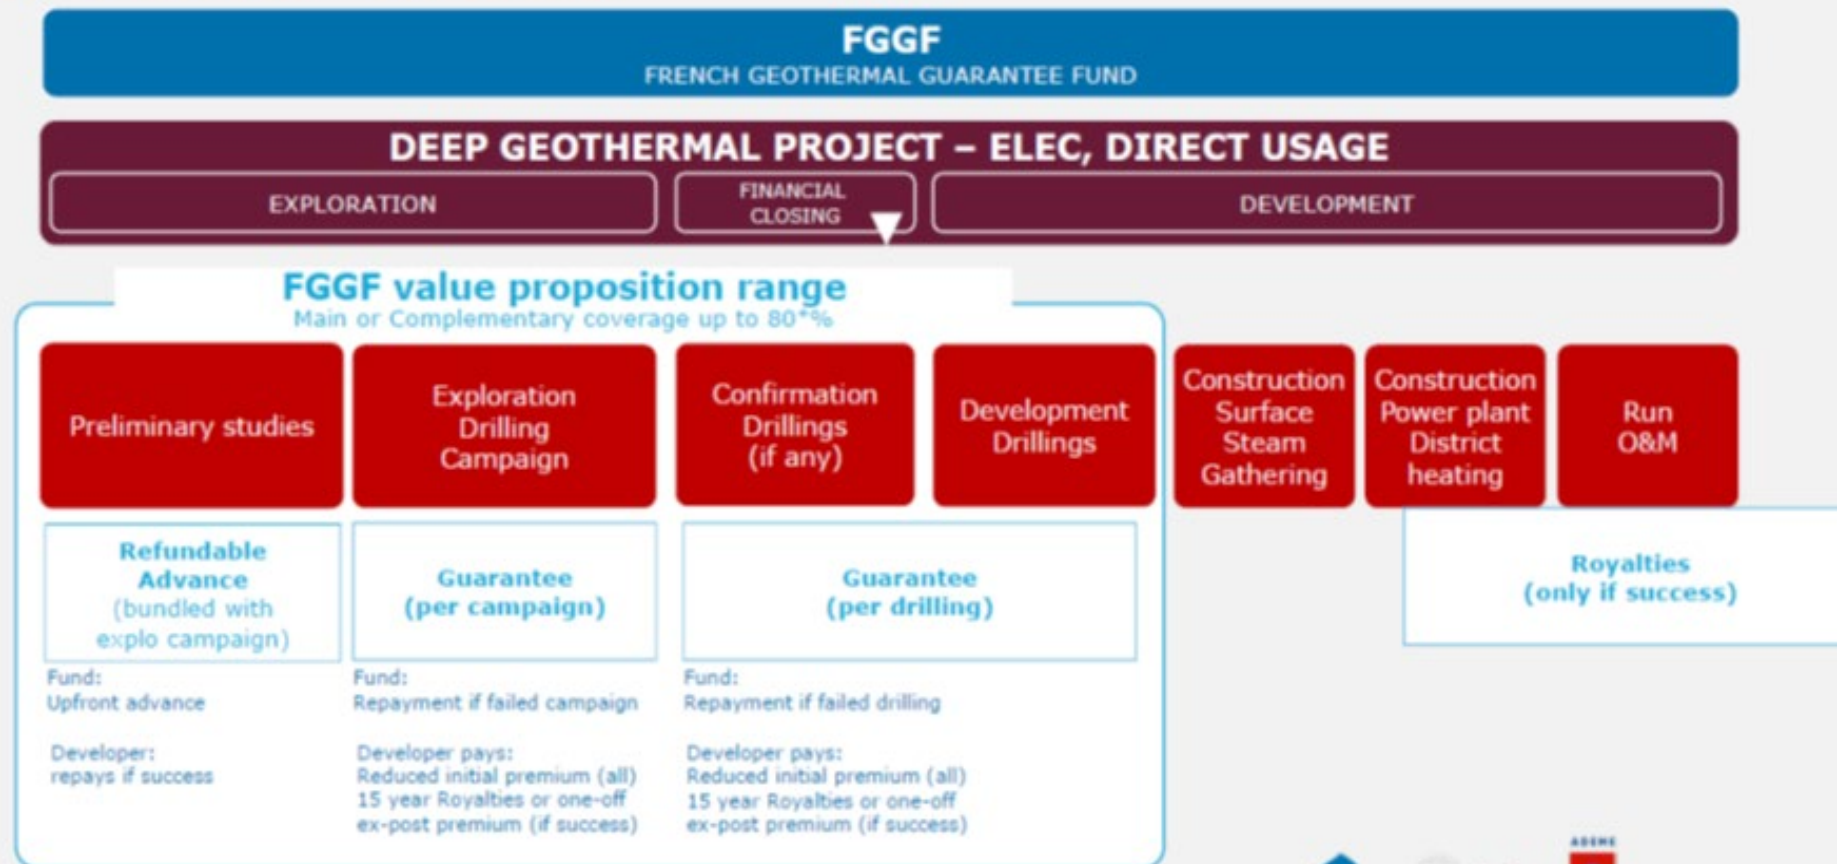 FGGF
FRENCH GEOTHERMAL GUARANTEE FUND
DEEP GEOTHERMAL PROJECT – ELEC, DIRECT USAGE
EXPLORATION
FINANCIAL
CLOSING
DEVELOPMENT
FGGF value proposition range
Main or Complementary coverage up to 80*%
Preliminary studies
Exploration
Drilling
Campaign
Confirmation
Drillings
(if any)
Development
Drillings
Construction
Surface
Steam
Gathering
Construction
Power plant
District
heating
Run
O&M
Refundable
Advance
(bundled with
explo campaign)
Guarantee
(per campaign)
Guarantee
(per drilling)
Royalties
(only if success)
Fund:
Upfront advance
Developer:
repays if success
Fund:
Repayment if failed campaign
Developer pays:
Reduced initial premium (all)
15 year Royalties or one-off
ex-post premium (if success)
Fund:
Repayment if failed drilling
Developer pays:
Reduced initial premium (all)
15 year Royalties or one-off
ex-post premium (if success)
ADEME